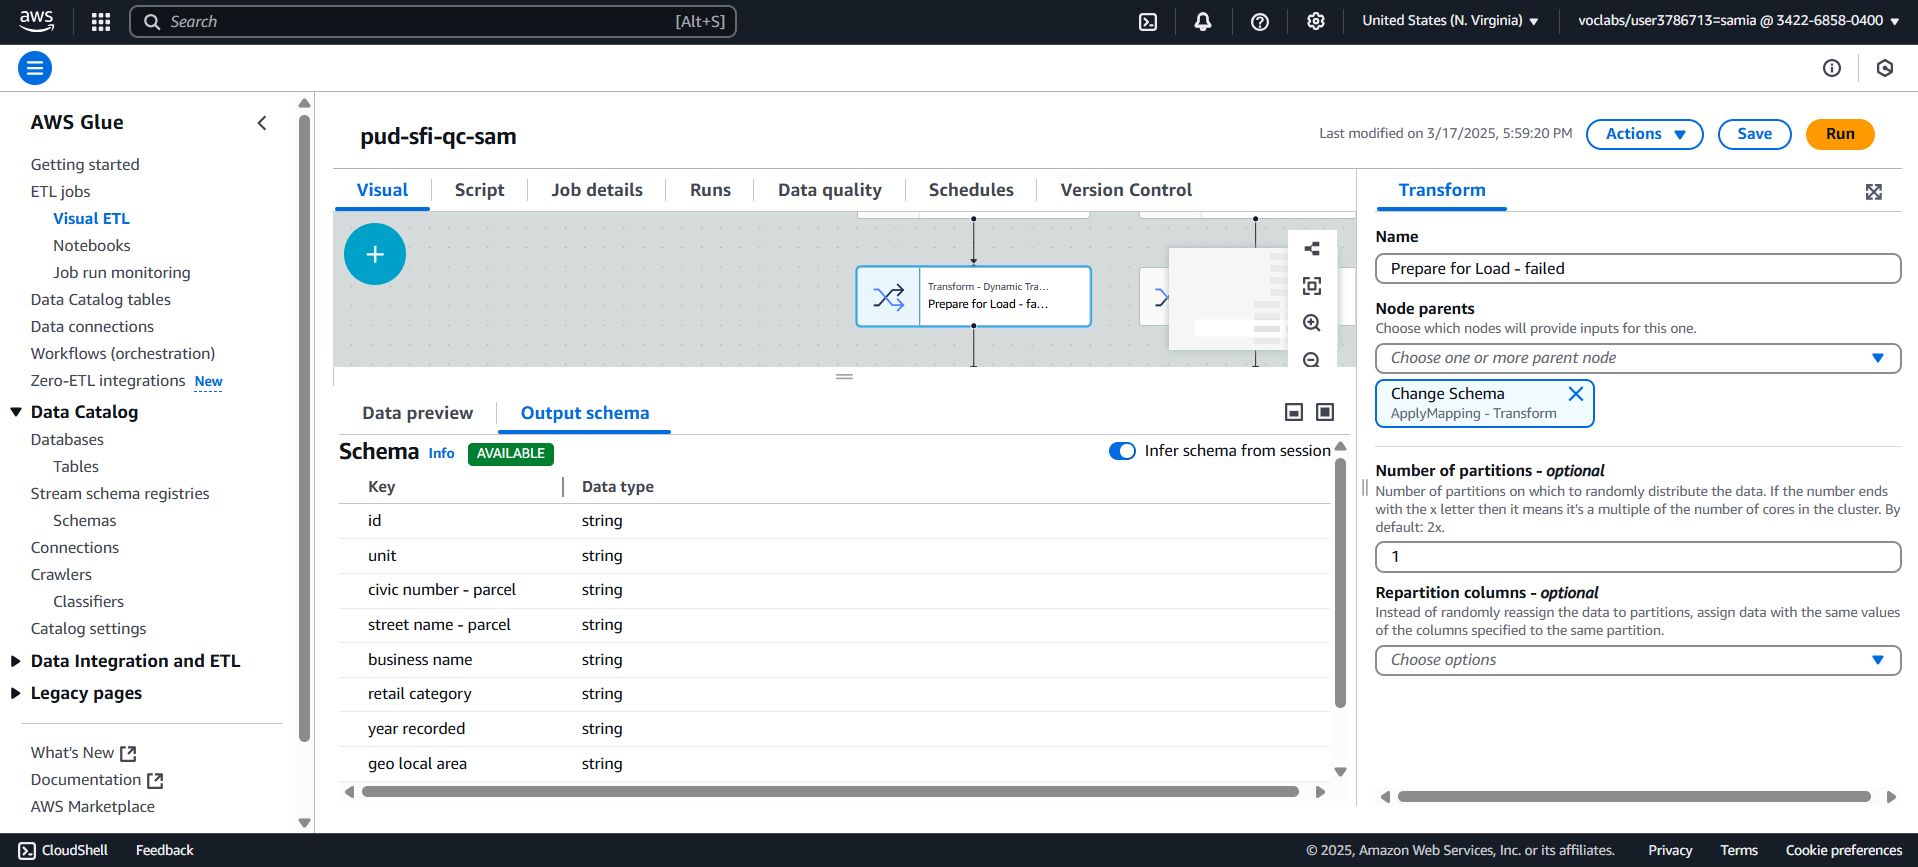 aws
Search
[Alt+S]
United States (N. Virginia)
voclabs/user3786713=samia @ 3422-6858-0400
AWS Glue
Getting started
ETL jobs
Visual ETL
Notebooks
Job run monitoring
Data Catalog tables
Data connections
Workflows (orchestration)
Zero-ETL integrations New
Data Catalog
Databases
Tables
Stream schema registries
Schemas
Connections
Crawlers
Classifiers
Catalog settings
Data Integration and ETL
Legacy pages
What's New
Documentation
AWS Marketplace
pud-sfi-qc-sam
Last modified on 3/17/2025, 5:59:20 PM
Actions
Save
Run
Visual
Script
Job details
Runs
Data quality
Schedules
Version Control
Transform - Dynamic Tra...
Prepare for Load - fa...
Data preview
Output schema
Schema Info AVAILABLE
Infer schema from session
Key Data type
id string
unit string
civic number - parcel string
street name - parcel string
business name string
retail category string
year recorded string
geo local area string
Transform
Name
Prepare for Load - failed
Node parents
Choose which nodes will provide inputs for this one.
Choose one or more parent node
Change Schema
ApplyMapping - Transform
Number of partitions - optional
Number of partitions on which to randomly distribute the data. If the number ends
with the x letter then it means it's a multiple of the number of cores in the cluster. By
default: 2x.
1
Repartition columns - optional
Instead of randomly reassign the data to partitions, assign data with the same values
of the columns specified to the same partition.
Choose options
CloudShell
Feedback
© 2025, Amazon Web Services, Inc. or its affiliates.
Privacy
Terms
Cookie preferences